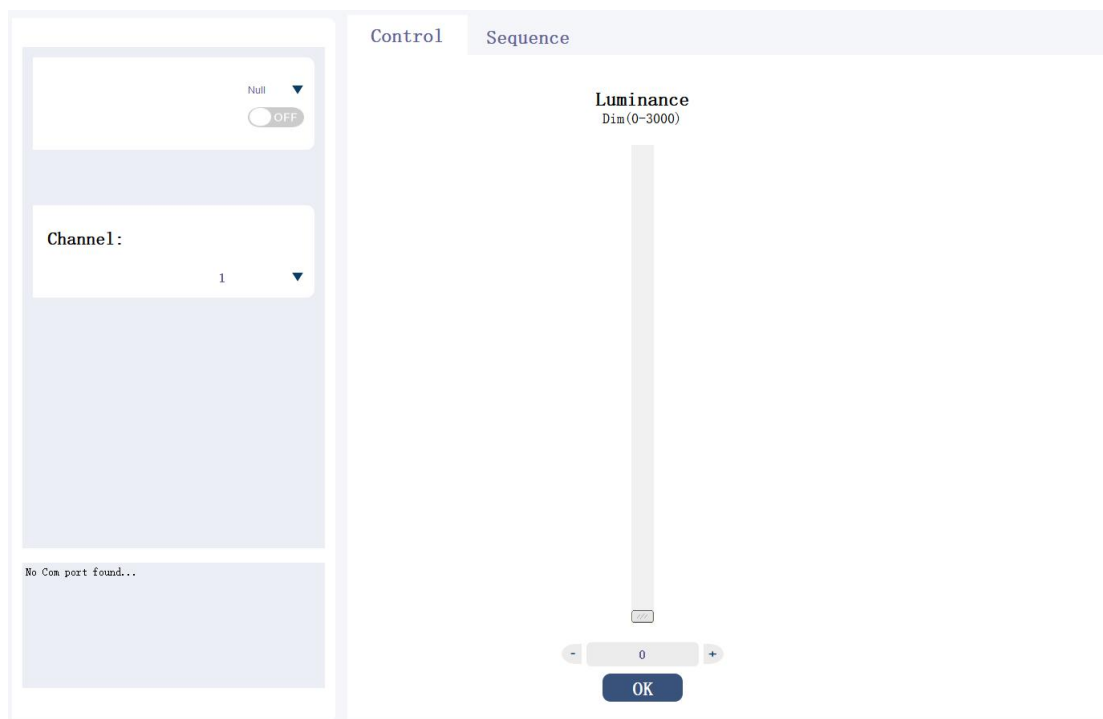 Control
Sequence
Null
OFF
Channel:
1
No Com port found...
Luminance
Dim(0-3000)
- 0 +
OK